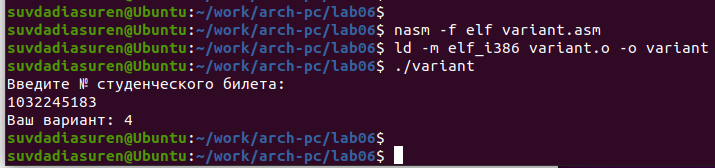 suvdadiasuren@Ubuntu:~/work/arch-pc/lab06$
suvdadiasuren@Ubuntu:~/work/arch-pc/lab06$ nasm -f elf variant.asm
suvdadiasuren@Ubuntu:~/work/arch-pc/lab06$ ld -m elf_i386 variant.o -o variant
suvdadiasuren@Ubuntu:~/work/arch-pc/lab06$ ./variant
Введите № студенческого билета:
1032245183
Ваш вариант: 4
suvdadiasuren@Ubuntu:~/work/arch-pc/lab06$
suvdadiasuren@Ubuntu:~/work/arch-pc/lab06$